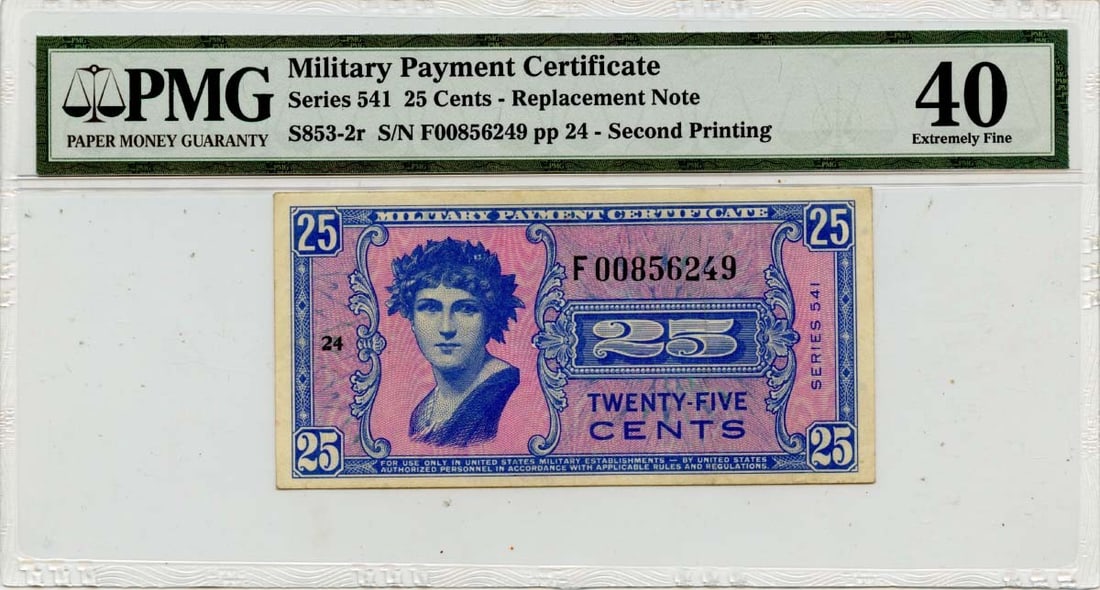 PMG
PAPER MONEY GUARANTY
Military Payment Certificate
Series 541 25 Cents - Replacement Note
S853-2r S/N F00856249 pp 24 - Second Printing
40
Extremely Fine
25
MILITARY PAYMENT CERTIFICATE
25
F 00856249
24
25
SERIES 541
TWENTY-FIVE
CENTS
25
FOR USE ONLY IN UNITED STATES MILITARY ESTABLISHMENTS — BY UNITED STATES
AUTHORIZED PERSONNEL IN ACCORDANCE WITH APPLICABLE RULES AND REGULATIONS.
25